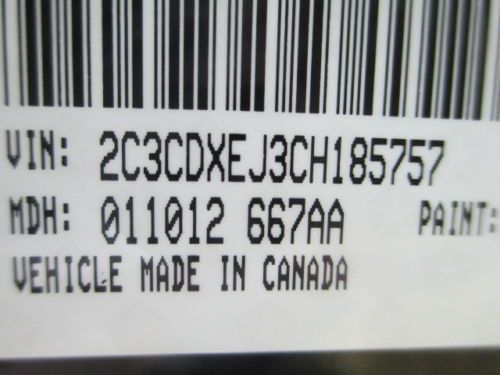 VIN: 2C3CDXEJ3CH185757
MDH: 011012 667AA PAINT:
VEHICLE MADE IN CANADA